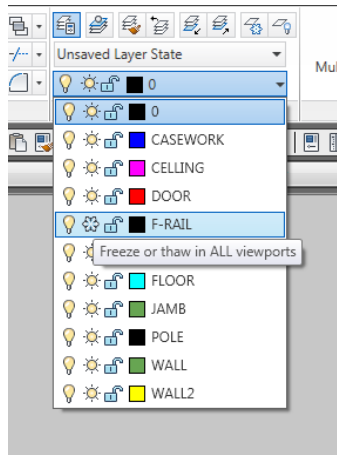 Unsaved Layer State
Mul
0
0
CASEWORK
CELLING
DOOR
F-RAIL
Freeze or thaw in ALL viewports
FLOOR
JAMB
POLE
WALL
WALL2